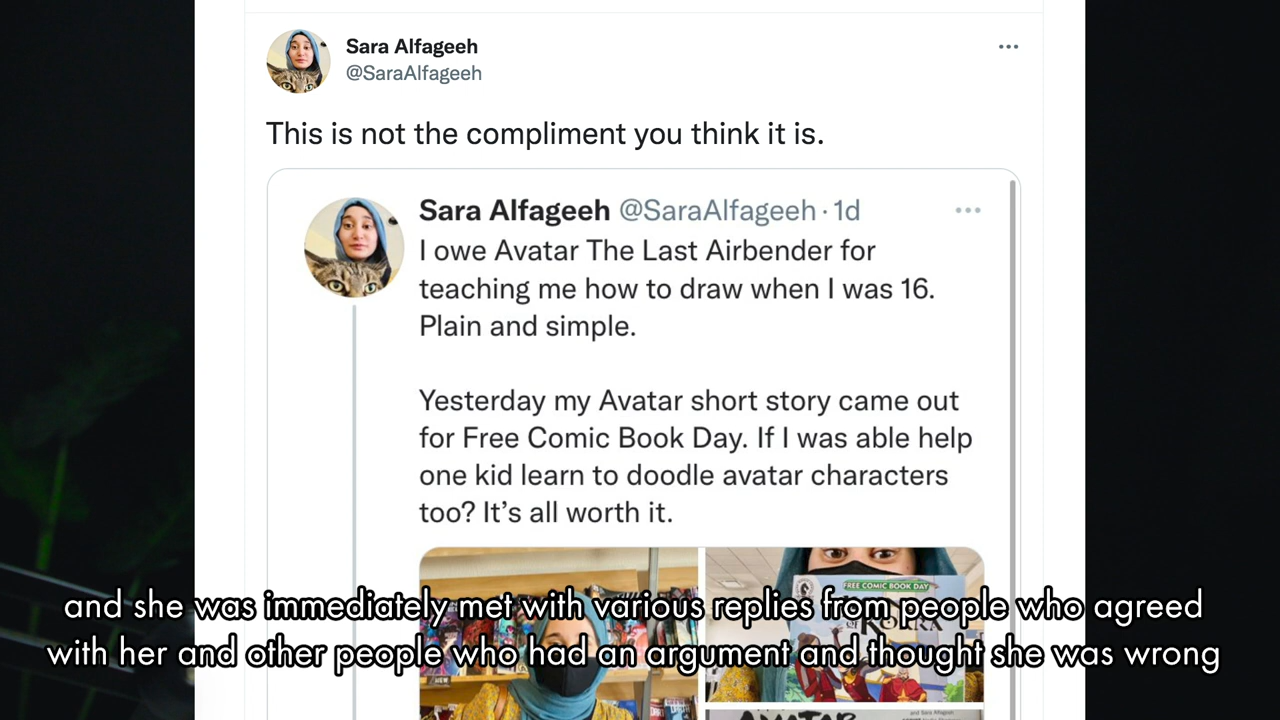 Sara Alfageeh
@SaraAlfageeh
This is not the compliment you think it is.
Sara Alfageeh @SaraAlfageeh · 1d
I owe Avatar The Last Airbender for
teaching me how to draw when I was 16.
Plain and simple.
Yesterday my Avatar short story came out
for Free Comic Book Day. If I was able help
one kid learn to doodle avatar characters
too? It's all worth it.
FREE COMIC BOOK DAY
KORRA
and she was immediately met with various replies from people who agreed
with her and other people who had an argument and thought she was wrong
and Sara Alfageeh
AVATAR